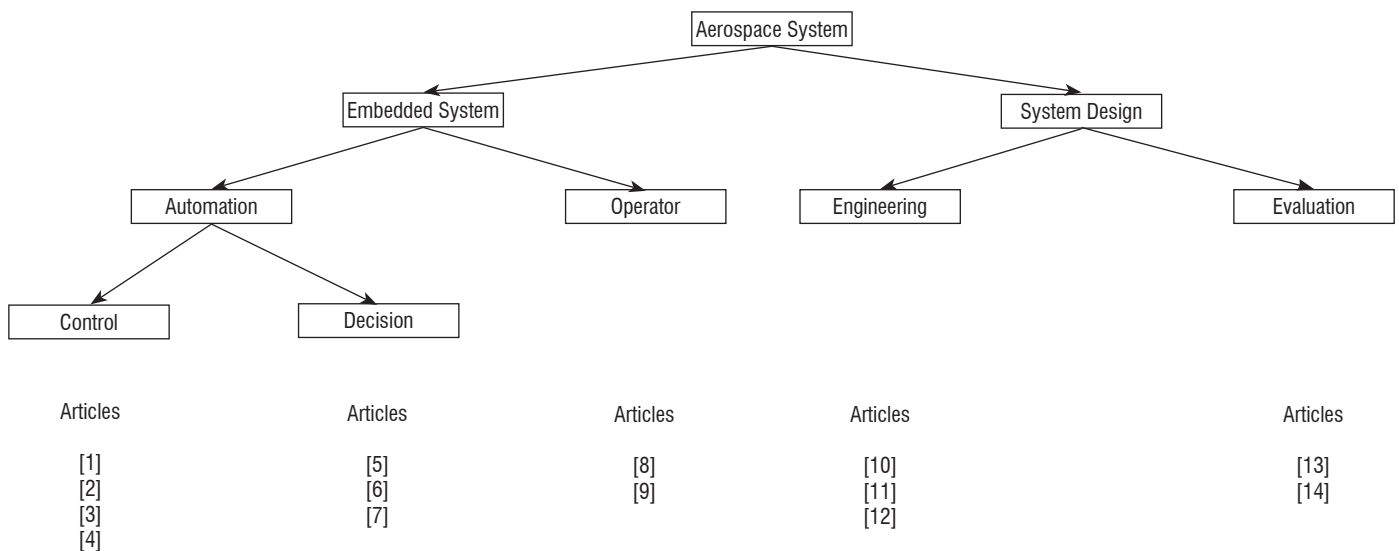 Aerospace System
Embedded System
System Design
Automation
Operator
Engineering
Evaluation
Control
Decision
Articles
[1]
[2]
[3]
[4]
Articles
[5]
[6]
[7]
Articles
[8]
[9]
Articles
[10]
[11]
[12]
Articles
[13]
[14]